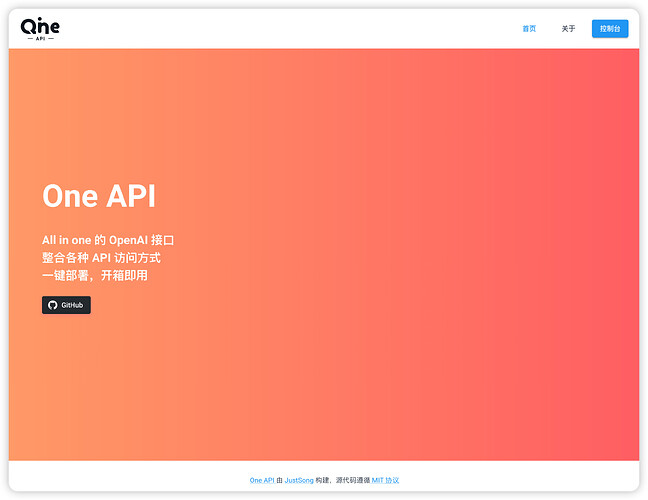 One
API
首页
关于
控制台
One API
All in one 的 OpenAI 接口
整合各种 API 访问方式
一键部署，开箱即用
GitHub
One API 由 JustSong 构建，源代码遵循 MIT 协议